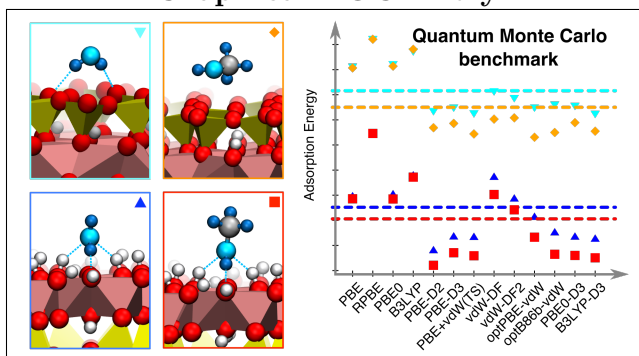 Quantum Monte Carlo
benchmark
Adsorption Energy
PBE
RPBE
PBE0
B3LYP
PBE-D2
PBE-D3
PBE+vdW(TS)
vdW-DF
vdW-DF2
optPBE-vdW
optB86b-vdW
PBE0-D3
B3LYP-D3